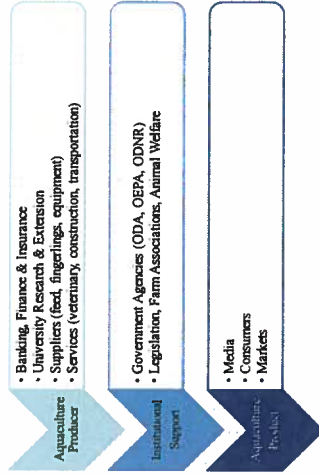 Aquaculture
Producer
• Banking, Finance & Insurance
• University Research & Extension
• Suppliers (feed, fingerlings, equipment)
• Services (veterinary, construction, transportation)
Institutional
Support
• Government Agencies (ODA, OEPA, ODNR)
• Legislation, Farm Associations, Animal Welfare
Aquaculture
Product
• Media
• Consumers
• Markets